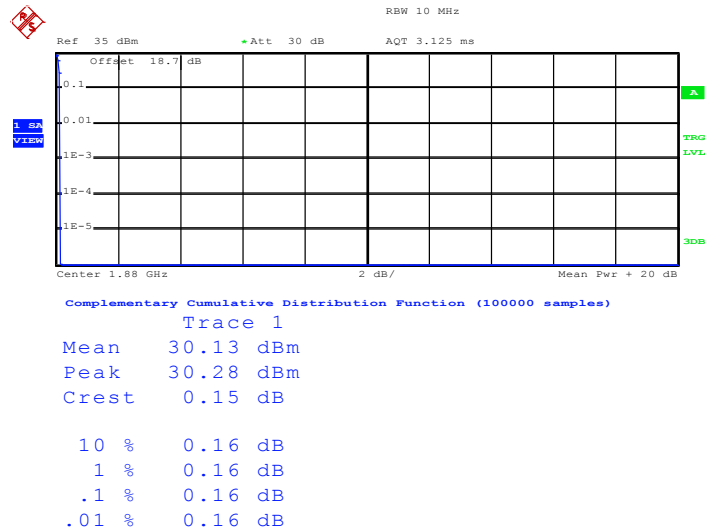 RBW 10 MHz
Ref 35 dBm *Att 30 dB AQT 3.125 ms
Offset 18.7 dB
0.1
A
0.01
1 SA
VIEW
TRG
LVL
1E-3
1E-4
1E-5
3DB
Center 1.88 GHz 2 dB/ Mean Pwr + 20 dB
Complementary Cumulative Distribution Function (100000 samples)
Trace 1
Mean 30.13 dBm
Peak 30.28 dBm
Crest 0.15 dB
10 % 0.16 dB
1 % 0.16 dB
.1 % 0.16 dB
.01 % 0.16 dB